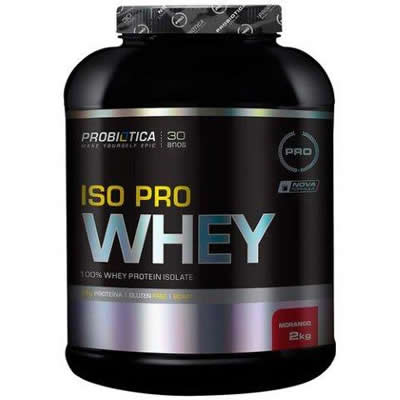 PROBIÓTICA
MAKE YOURSELF EPIC
30
anos
PRO
NOVA
ISO PRO
WHEY
100% WHEY PROTEIN ISOLATE
PROTEÍNA | GLUTEN FREE |
MORANGO
2kg